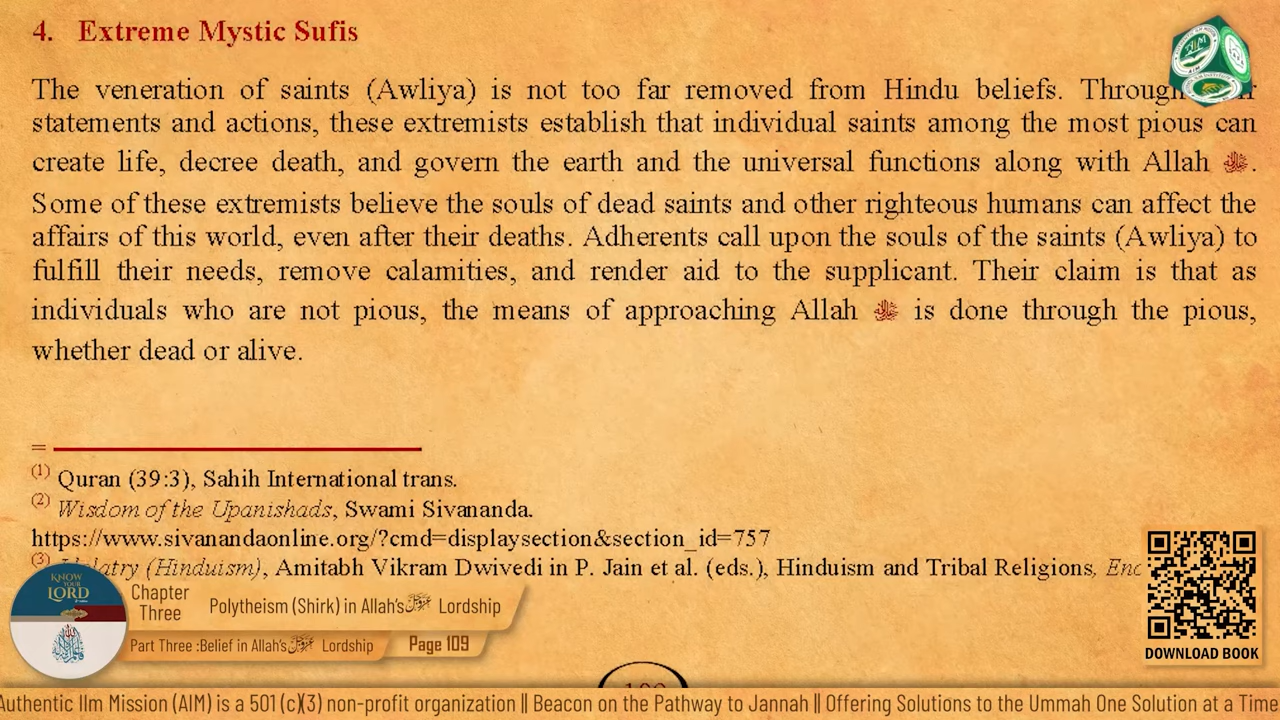 4. Extreme Mystic Sufis
The veneration of saints (Awliya) is not too far removed from Hindu beliefs. Through
statements and actions, these extremists establish that individual saints among the most pious can
create life, decree death, and govern the earth and the universal functions along with Allah ﷻ.
Some of these extremists believe the souls of dead saints and other righteous humans can affect the
affairs of this world, even after their deaths. Adherents call upon the souls of the saints (Awliya) to
fulfill their needs, remove calamities, and render aid to the supplicant. Their claim is that as
individuals who are not pious, the means of approaching Allah ﷻ is done through the pious,
whether dead or alive.
=
(1) Quran (39:3), Sahih International trans.
(2) Wisdom of the Upanishads, Swami Sivananda.
https://www.sivanandaonline.org/?cmd=displaysection&section_id=757
(3) (Hinduism), Amitabh Vikram Dwivedi in P. Jain et al. (eds.), Hinduism and Tribal Religions, Enc
KNOW
YOUR
LORD
Chapter
Three
Polytheism (Shirk) in Allah's Lordship
Part Three :Belief in Allah's Lordship
Page 109
DOWNLOAD BOOK
Authentic Ilm Mission (AIM) is a 501 (c)(3) non-profit organization || Beacon on the Pathway to Jannah || Offering Solutions to the Ummah One Solution at a Time